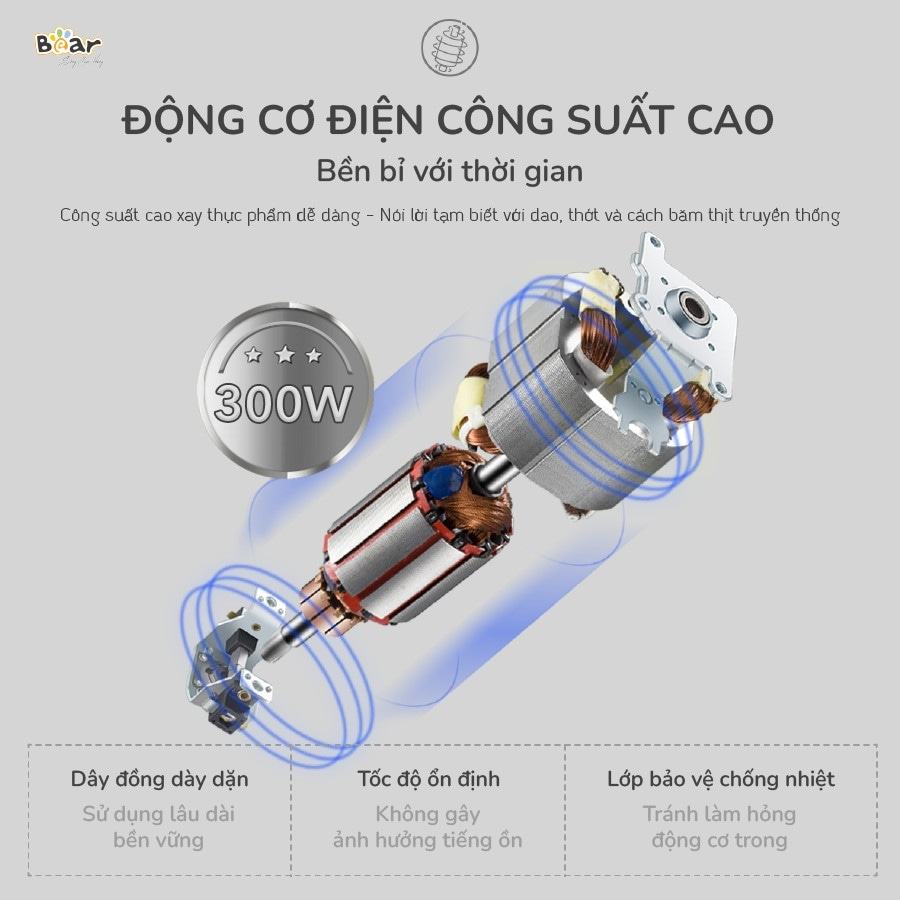 Bear
ĐỘNG CƠ ĐIỆN CÔNG SUẤT CAO
Bền bỉ với thời gian
Công suất cao xay thực phẩm dễ dàng - Nói lời tạm biết với dao, thớt và cách băm thịt truyền thống
300W
Dây đồng dày dặn
Sử dụng lâu dài
bền vững
Tốc độ ổn định
Không gây
ảnh hưởng tiếng ồn
Lớp bảo vệ chống nhiệt
Tránh làm hỏng
động cơ trong